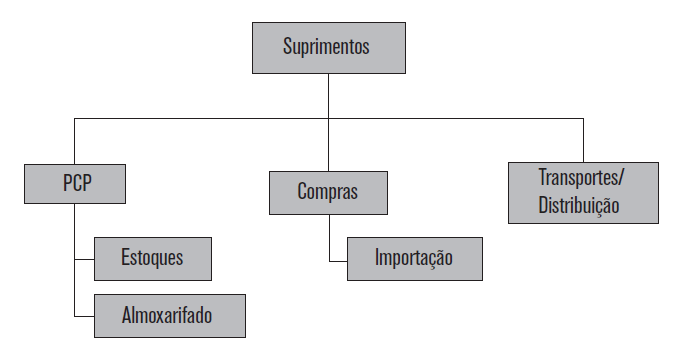 Suprimentos
PCP
Compras
Transportes/
Distribuição
Estoques
Importação
Almoxarifado